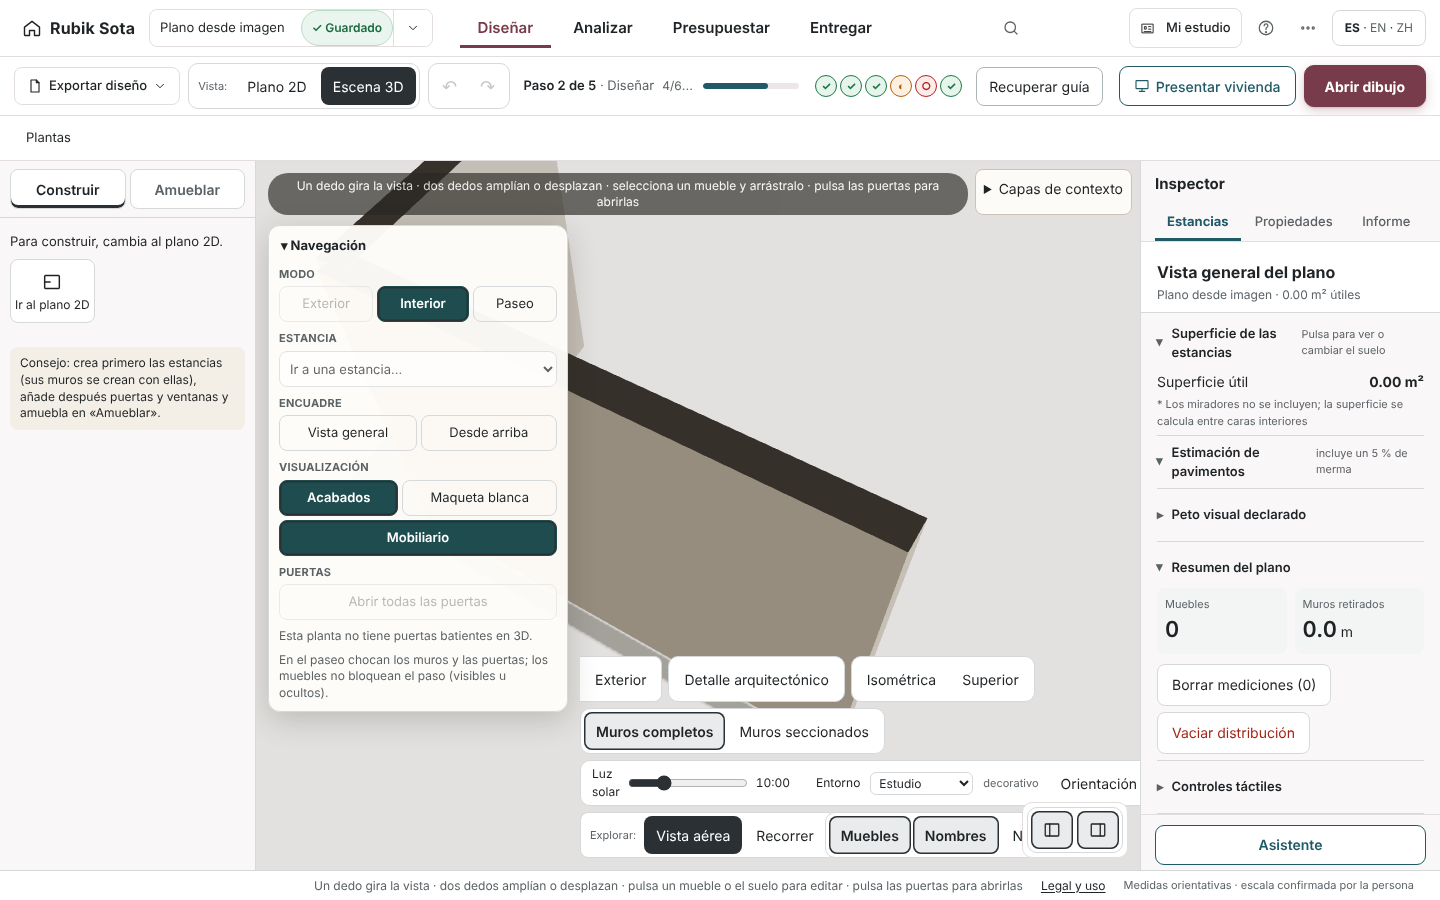 Rubik Sota
Plano desde imagen
✓ Guardado
Diseñar
Analizar
Presupuestar
Entregar
Mi estudio
ES · EN · ZH
Exportar diseño
Vista:
Plano 2D
Escena 3D
Paso 2 de 5 · Diseñar 4/6...
Recuperar guía
Presentar vivienda
Abrir dibujo
Plantas
Construir
Amueblar
Para construir, cambia al plano 2D.
Ir al plano 2D
Consejo: crea primero las estancias
(sus muros se crean con ellas),
añade después puertas y ventanas y
amuebla en «Amueblar».
Un dedo gira la vista · dos dedos amplían o desplazan · selecciona un mueble y arrástralo · pulsa las puertas para
abrirlas
▶ Capas de contexto
▼ Navegación
MODO
Exterior
Interior
Paseo
ESTANCIA
Ir a una estancia...
ENCUADRE
Vista general
Desde arriba
VISUALIZACIÓN
Acabados
Maqueta blanca
Mobiliario
PUERTAS
Abrir todas las puertas
Esta planta no tiene puertas batientes en 3D.
En el paseo chocan los muros y las puertas; los
muebles no bloquean el paso (visibles u
ocultos).
Exterior
Detalle arquitectónico
Isométrica
Superior
Muros completos
Muros seccionados
Luz
solar
10:00
Entorno
Estudio
decorativo
Orientación
Explorar:
Vista aérea
Recorrer
Muebles
Nombres
Inspector
Estancias
Propiedades
Informe
Vista general del plano
Plano desde imagen · 0.00 m² útiles
▼ Superficie de las
estancias
Pulsa para ver o
cambiar el suelo
Superficie útil
0.00 m²
* Los miradores no se incluyen; la superficie se
calcula entre caras interiores
▼ Estimación de
pavimentos
incluye un 5 % de
merma
▶ Peto visual declarado
▼ Resumen del plano
Muebles
0
Muros retirados
0.0 m
Borrar mediciones (0)
Vaciar distribución
▶ Controles táctiles
Asistente
Un dedo gira la vista · dos dedos amplían o desplazan · pulsa un mueble o el suelo para editar · pulsa las puertas para abrirlas
Legal y uso
Medidas orientativas · escala confirmada por la persona